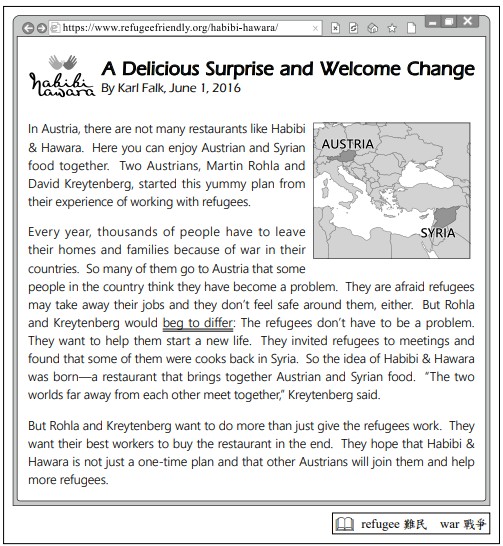 https://www.refugeefriendly.org/habibi-hawara/
habibi
hawara
A Delicious Surprise and Welcome Change
By Karl Falk, June 1, 2016
In Austria, there are not many restaurants like Habibi
& Hawara. Here you can enjoy Austrian and Syrian
food together. Two Austrians, Martin Rohla and
David Kreytenberg, started this yummy plan from
their experience of working with refugees.
AUSTRIA
SYRIA
Every year, thousands of people have to leave
their homes and families because of war in their
countries. So many of them go to Austria that some
people in the country think they have become a problem. They are afraid refugees
may take away their jobs and they don't feel safe around them, either. But Rohla
and Kreytenberg would beg to differ: The refugees don't have to be a problem.
They want to help them start a new life. They invited refugees to meetings and
found that some of them were cooks back in Syria. So the idea of Habibi & Hawara
was born—a restaurant that brings together Austrian and Syrian food. "The two
worlds far away from each other meet together," Kreytenberg said.
But Rohla and Kreytenberg want to do more than just give the refugees work. They
want their best workers to buy the restaurant in the end. They hope that Habibi &
Hawara is not just a one-time plan and that other Austrians will join them and help
more refugees.
refugee 難民 war 戰爭